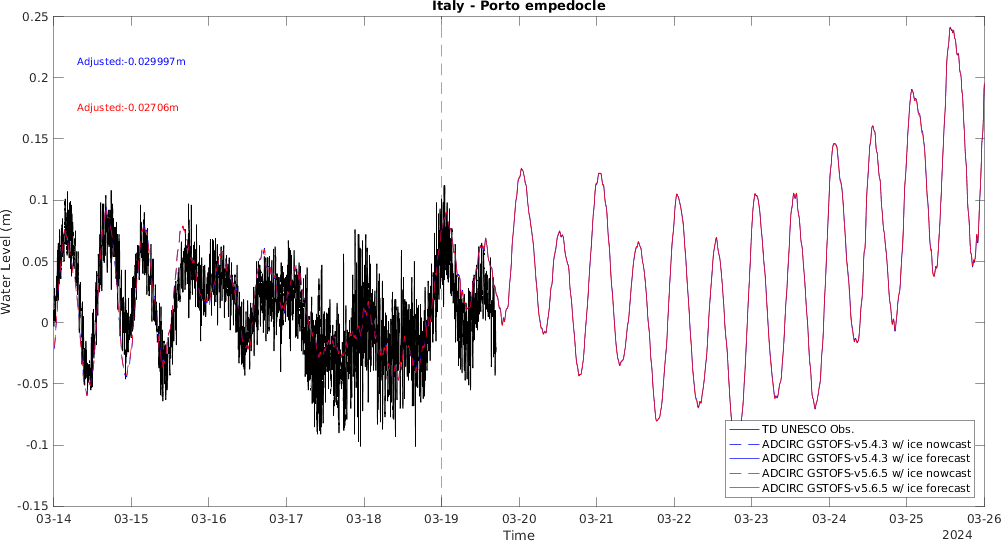 Italy - Porto empedocle
0.25
0.2
0.15
0.1
0.05
0
-0.05
-0.1
-0.15
Water Level (m)
Adjusted:-0.029997m
Adjusted:-0.02706m
TD UNESCO Obs.
ADCIRC GSTOFS-v5.4.3 w/ ice nowcast
ADCIRC GSTOFS-v5.4.3 w/ ice forecast
ADCIRC GSTOFS-v5.6.5 w/ ice nowcast
ADCIRC GSTOFS-v5.6.5 w/ ice forecast
03-14 03-15 03-16 03-17 03-18 03-19 03-20 03-21 03-22 03-23 03-24 03-25 03-26
Time
2024